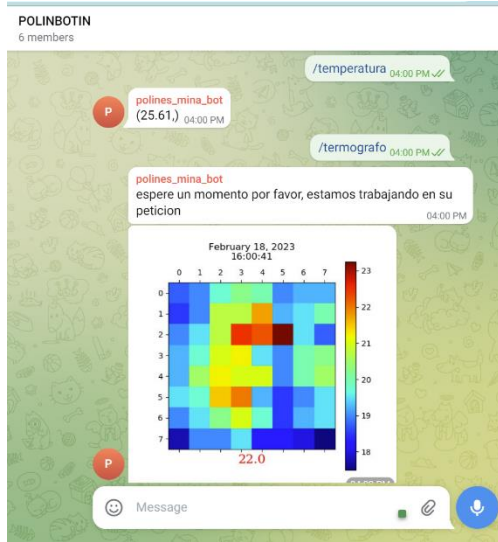 POLINBOTIN
6 members
/temperatura 04:00 PM
polines_mina_bot
(25.61,) 04:00 PM
/termografo 04:00 PM
polines_mina_bot
espere un momento por favor, estamos trabajando en su
peticion
04:00 PM
February 18, 2023
16:00:41
0 1 2 3 4 5 6 7
0
1
2
3
4
5
6
7
23
22
21
20
19
18
22.0
P
P
Message